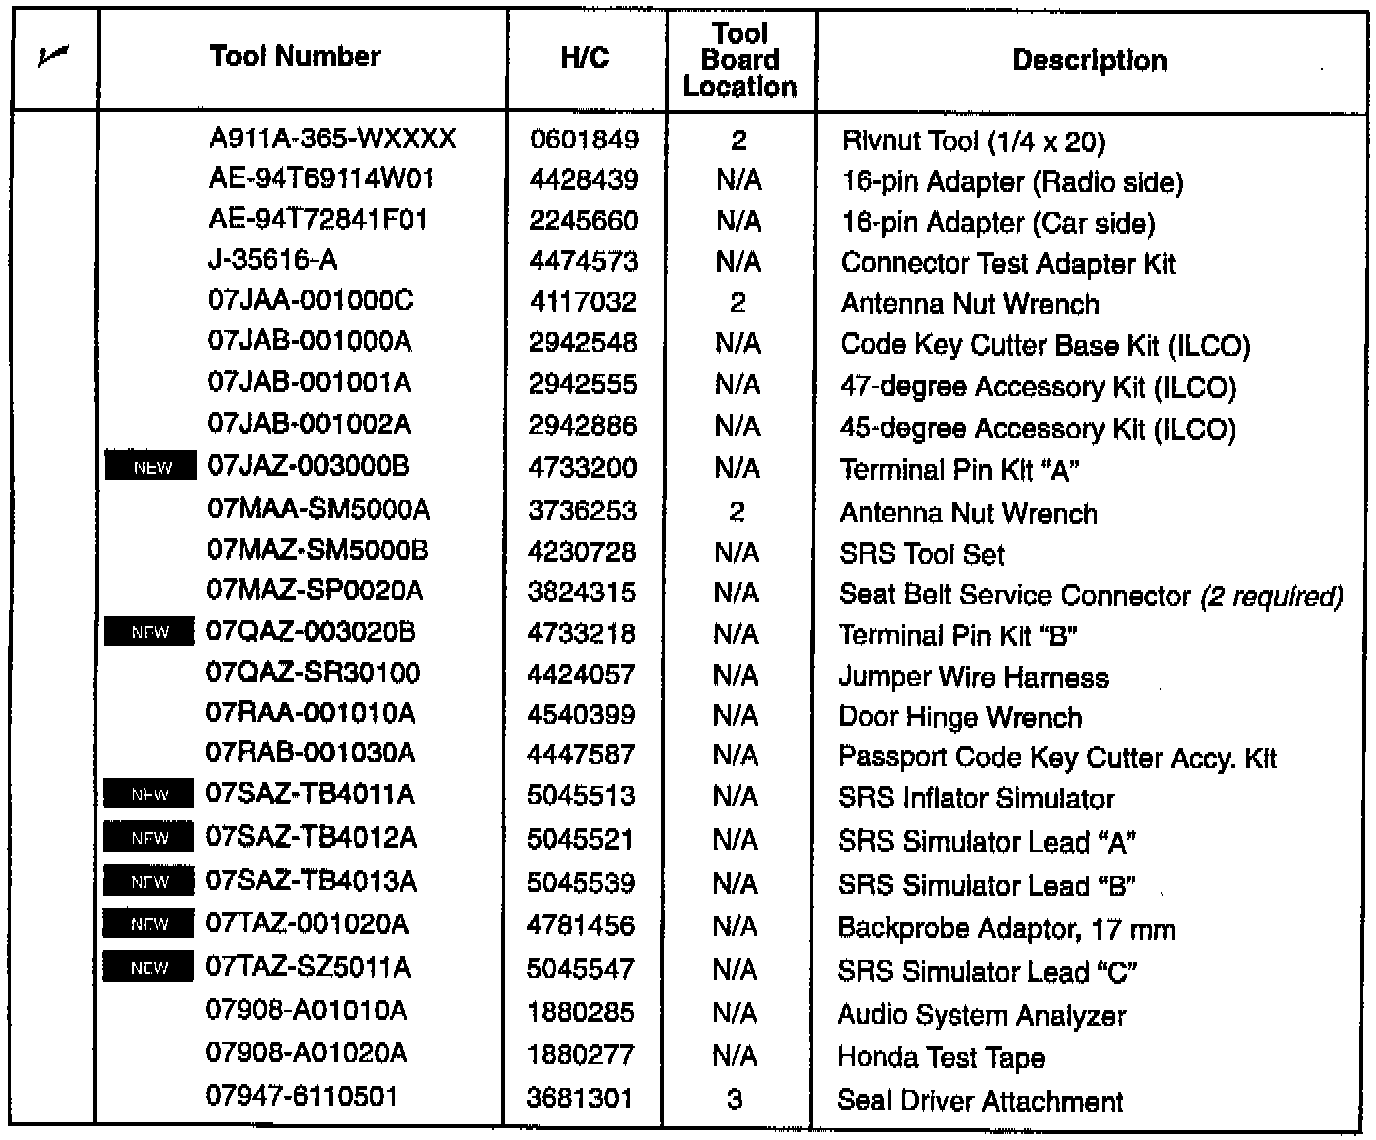 ✓ Tool Number H/C Tool Board Location Description
A911A-365-WXXXX 0601849 2 Rivnut Tool (1/4 x 20)
AE-94T69114W01 4428439 N/A 16-pin Adapter (Radio side)
AE-94T72841F01 2245660 N/A 16-pin Adapter (Car side)
J-35616-A 4474573 N/A Connector Test Adapter Kit
07JAA-001000C 4117032 2 Antenna Nut Wrench
07JAB-001000A 2942548 N/A Code Key Cutter Base Kit (ILCO)
07JAB-001001A 2942555 N/A 47-degree Accessory Kit (ILCO)
07JAB-001002A 2942886 N/A 45-degree Accessory Kit (ILCO)
NEW 07JAZ-003000B 4733200 N/A Terminal Pin Kit “A”
07MAA-SM5000A 3736253 2 Antenna Nut Wrench
07MAZ-SM5000B 4230728 N/A SRS Tool Set
07MAZ-SP0020A 3824315 N/A Seat Belt Service Connector (2 required)
NEW 07QAZ-003020B 4733218 N/A Terminal Pin Kit “B”
07QAZ-SR30100 4424057 N/A Jumper Wire Harness
07RAA-001010A 4540399 N/A Door Hinge Wrench
07RAB-001030A 4447587 N/A Passport Code Key Cutter Accy. Kit
NEW 07SAZ-TB4011A 5045513 N/A SRS Inflator Simulator
NEW 07SAZ-TB4012A 5045521 N/A SRS Simulator Lead “A”
NEW 07SAZ-TB4013A 5045539 N/A SRS Simulator Lead “B”
NEW 07TAZ-001020A 4781456 N/A Backprobe Adaptor, 17 mm
NEW 07TAZ-SZ5011A 5045547 N/A SRS Simulator Lead “C”
07908-A01010A 1880285 N/A Audio System Analyzer
07908-A01020A 1880277 N/A Honda Test Tape
07947-6110501 3681301 3 Seal Driver Attachment